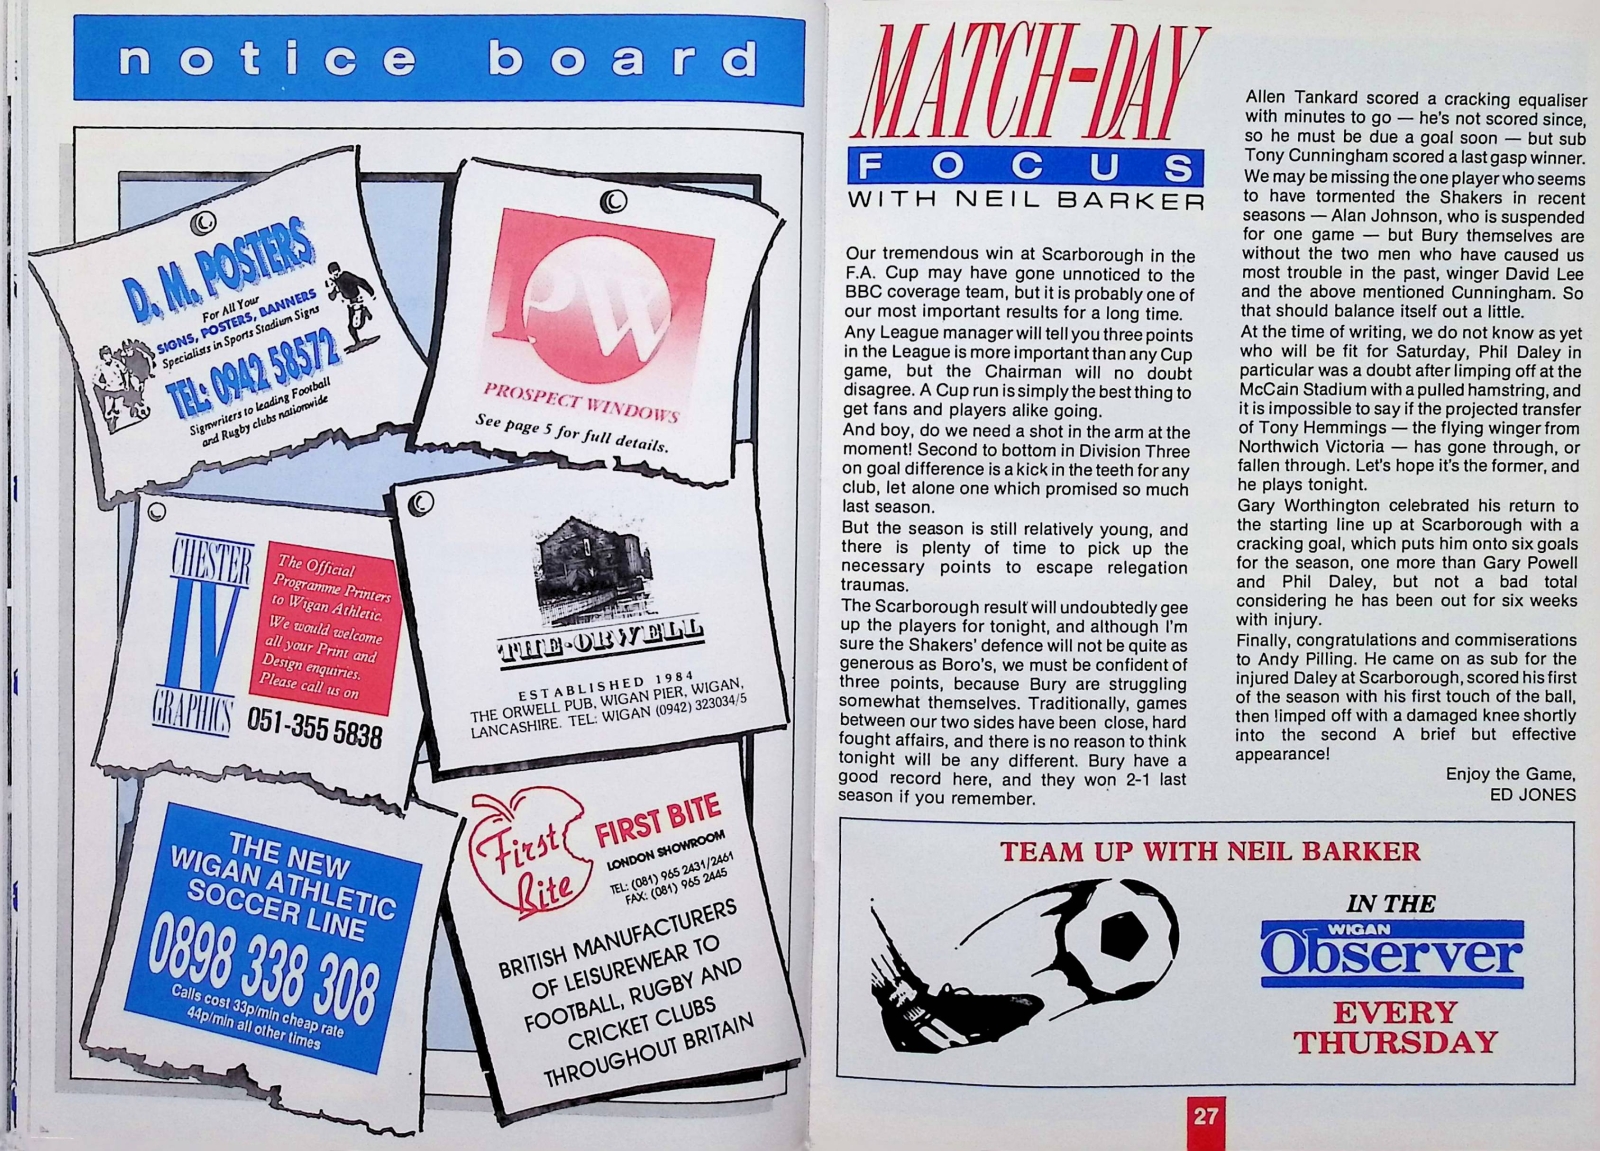 notice board
D. M. POSTERS
For All Your
SIGNS, POSTERS, BANNERS
Specialists in Sports Stadium Signs
TEL: 0942 58572
Signwriters to leading Football
and Rugby clubs nationwide
PW
PROSPECT WINDOWS
See page 5 for full details.
CHESTER
IV
GRAPHICS
The Official
Programme Printers
to Wigan Athletic.
We would welcome
all your Print and
Design enquiries.
Please call us on
051-355 5838
THE·ORWELL
ESTABLISHED 1984
THE ORWELL PUB, WIGAN PIER, WIGAN,
LANCASHIRE. TEL: WIGAN (0942) 323034/5
THE NEW
WIGAN ATHLETIC
SOCCER LINE
0898 338 308
Calls cost 33p/min cheap rate
44p/min all other times
First
Bite
FIRST BITE
LONDON SHOWROOM
TEL: (081) 965 2431/2461
FAX: (081) 965 2445
BRITISH MANUFACTURERS
OF LEISUREWEAR TO
FOOTBALL, RUGBY AND
CRICKET CLUBS
THROUGHOUT BRITAIN
MATCH-DAY
FOCUS
WITH NEIL BARKER
Our tremendous win at Scarborough in the
F.A. Cup may have gone unnoticed to the
BBC coverage team, but it is probably one of
our most important results for a long time.
Any League manager will tell you three points
in the League is more important than any Cup
game, but the Chairman will no doubt
disagree. A Cup run is simply the best thing to
get fans and players alike going.
And boy, do we need a shot in the arm at the
moment! Second to bottom in Division Three
on goal difference is a kick in the teeth for any
club, let alone one which promised so much
last season.
But the season is still relatively young, and
there is plenty of time to pick up the
necessary points to escape relegation
traumas.
The Scarborough result will undoubtedly gee
up the players for tonight, and although I'm
sure the Shakers' defence will not be quite as
generous as Boro's, we must be confident of
three points, because Bury are struggling
somewhat themselves. Traditionally, games
between our two sides have been close, hard
fought affairs, and there is no reason to think
tonight will be any different. Bury have a
good record here, and they won 2-1 last
season if you remember.
Allen Tankard scored a cracking equaliser
with minutes to go — he's not scored since,
so he must be due a goal soon — but sub
Tony Cunningham scored a last gasp winner.
We may be missing the one player who seems
to have tormented the Shakers in recent
seasons — Alan Johnson, who is suspended
for one game — but Bury themselves are
without the two men who have caused us
most trouble in the past, winger David Lee
and the above mentioned Cunningham. So
that should balance itself out a little.
At the time of writing, we do not know as yet
who will be fit for Saturday, Phil Daley in
particular was a doubt after limping off at the
McCain Stadium with a pulled hamstring, and
it is impossible to say if the projected transfer
of Tony Hemmings — the flying winger from
Northwich Victoria — has gone through, or
fallen through. Let's hope it's the former, and
he plays tonight.
Gary Worthington celebrated his return to
the starting line up at Scarborough with a
cracking goal, which puts him onto six goals
for the season, one more than Gary Powell
and Phil Daley, but not a bad total
considering he has been out for six weeks
with injury.
Finally, congratulations and commiserations
to Andy Pilling. He came on as sub for the
injured Daley at Scarborough, scored his first
of the season with his first touch of the ball,
then limped off with a damaged knee shortly
into the second A brief but effective
appearance!
Enjoy the Game,
ED JONES
TEAM UP WITH NEIL BARKER
IN THE
WIGAN
Observer
EVERY
THURSDAY
27